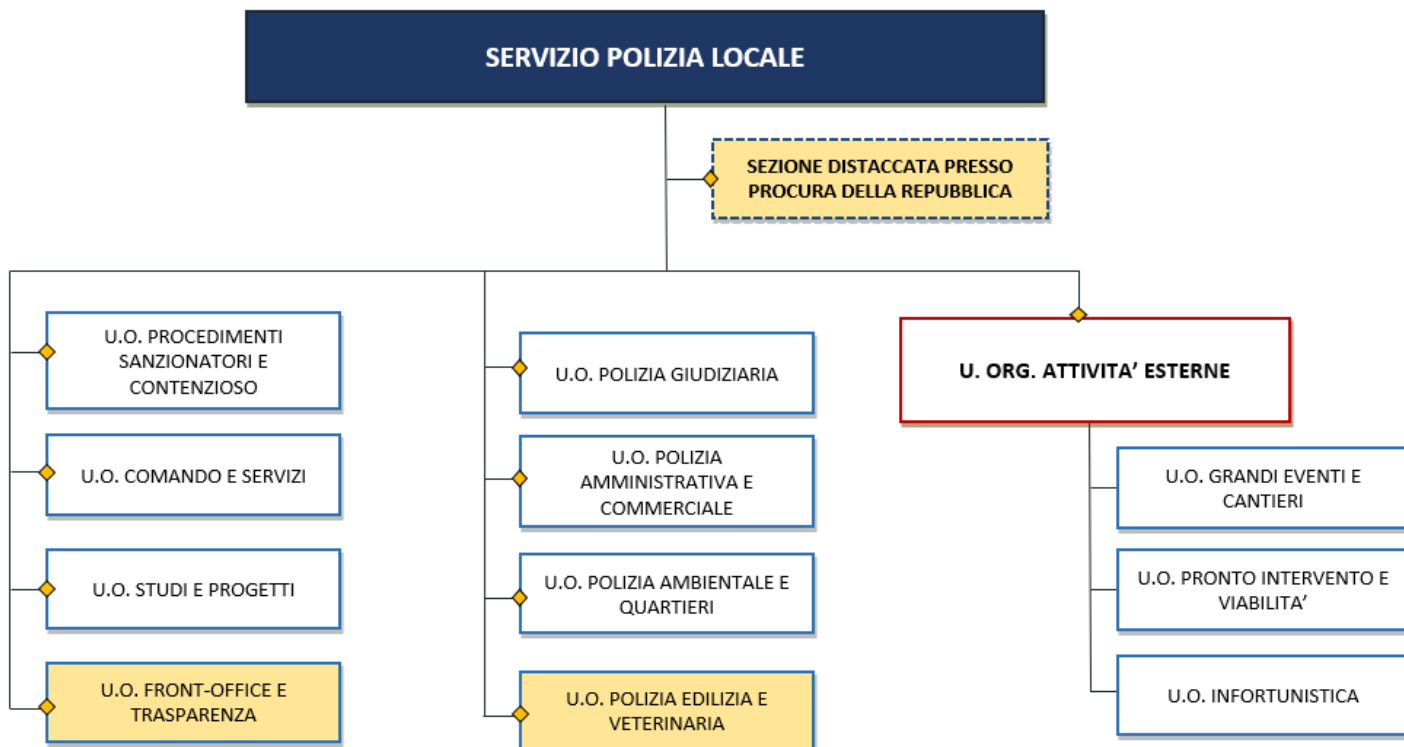 SERVIZIO POLIZIA LOCALE
SEZIONE DISTACCATA PRESSO
PROCURA DELLA REPUBBLICA
U.O. PROCEDIMENTI
SANZIONATORI E
CONTENZIOSO
U.O. COMANDO E SERVIZI
U.O. STUDI E PROGETTI
U.O. FRONT-OFFICE E
TRASPARENZA
U.O. POLIZIA GIUDIZIARIA
U.O. POLIZIA
AMMINISTRATIVA E
COMMERCIALE
U.O. POLIZIA AMBIENTALE E
QUARTIERI
U.O. POLIZIA EDILIZIA E
VETERINARIA
U. ORG. ATTIVITA’ ESTERNE
U.O. GRANDI EVENTI E
CANTIERI
U.O. PRONTO INTERVENTO E
VIABILITA’
U.O. INFORTUNISTICA